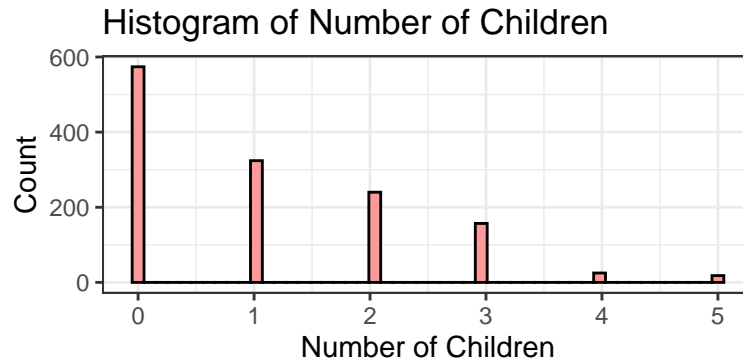 Histogram of Number of Children
600
400
200
0
Count
0 1 2 3 4 5
Number of Children